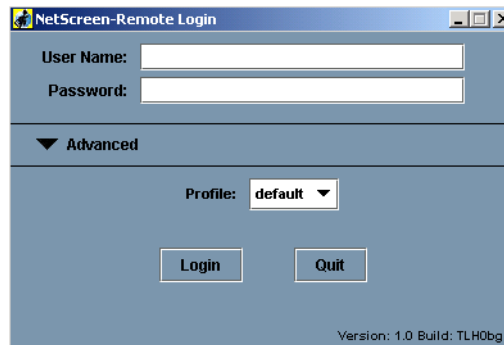 NetScreen-Remote Login
User Name:
Password:
Advanced
Profile: default
Login Quit
Version: 1.0 Build: TLH0bg